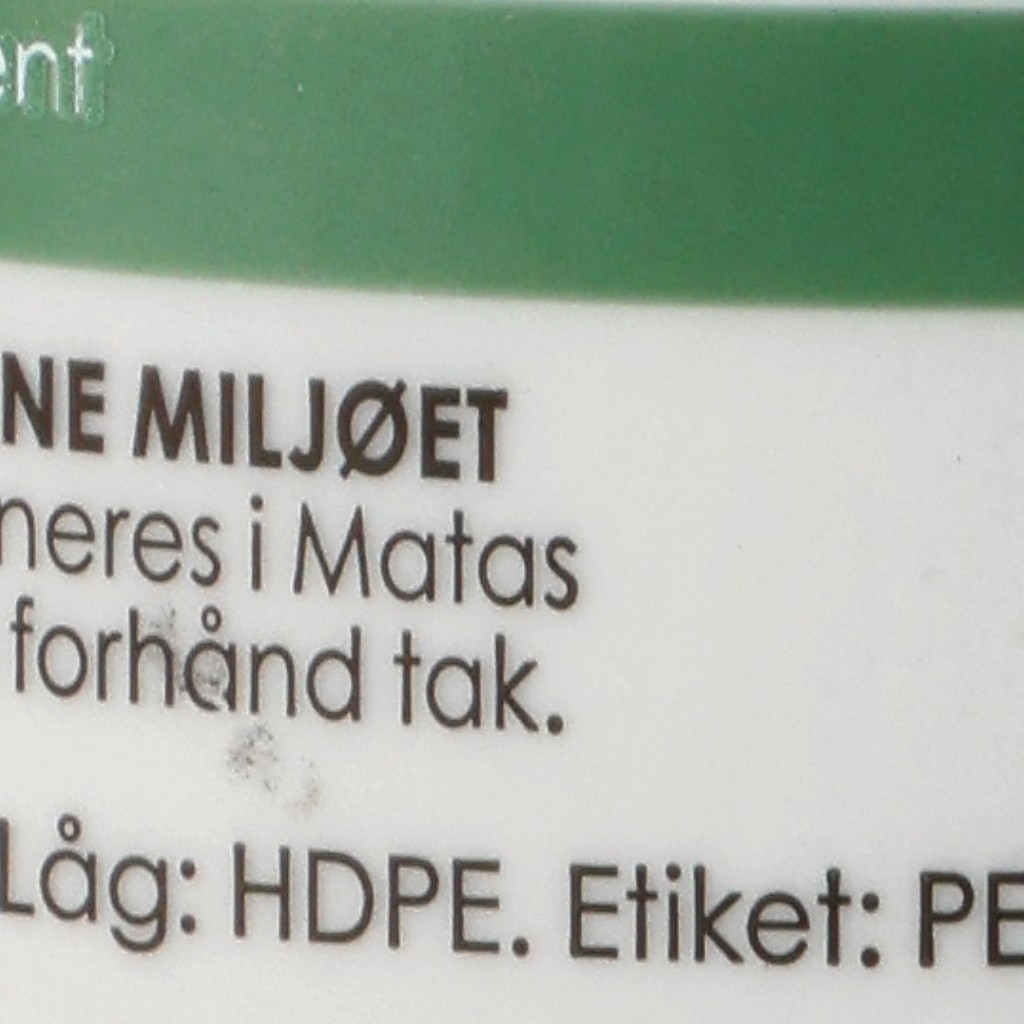 ent
NE MILJØET
neres i Matas
forhånd tak.
Låg: HDPE. Etiket: PE